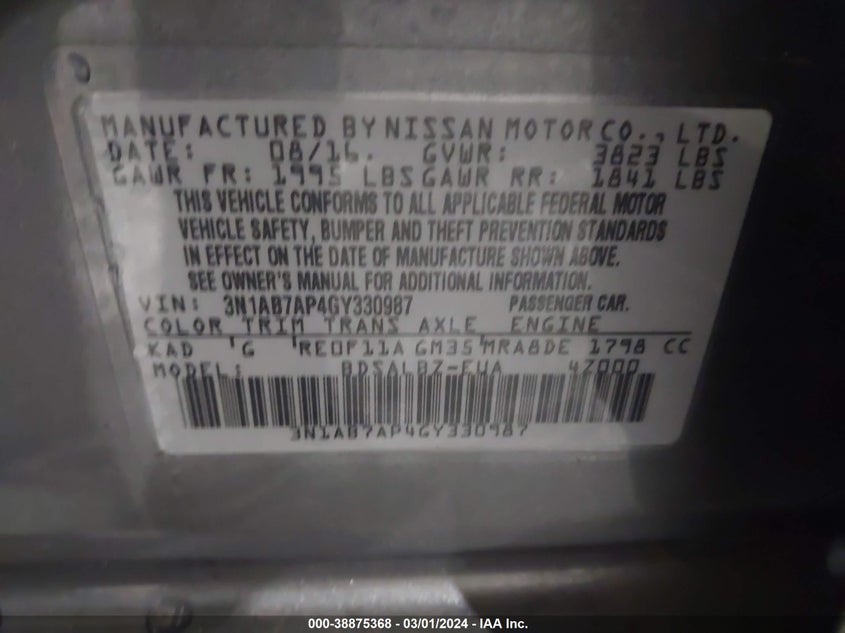 MANUFACTURED BY NISSAN MOTOR CO., LTD.
DATE: 08/16. GVWR: 3823 LBS
GAWR FR: 1995 LBS GAWR RR: 1841 LBS
THIS VEHICLE CONFORMS TO ALL APPLICABLE FEDERAL MOTOR
VEHICLE SAFETY, BUMPER AND THEFT PREVENTION STANDARDS
IN EFFECT ON THE DATE OF MANUFACTURE SHOWN ABOVE.
SEE OWNER'S MANUAL FOR ADDITIONAL INFORMATION.
VIN: 3N1AB7AP4GY330987 PASSENGER CAR.
COLOR TRIM TRANS AXLE ENGINE
KAD 'G 'RE0F11A GM35'MRA8DE 1798 CC
MODEL: BDSALBZ-EUA 4Z000
3N1AB7AP4GY330987
000-38875368 - 03/01/2024 - IAA Inc.